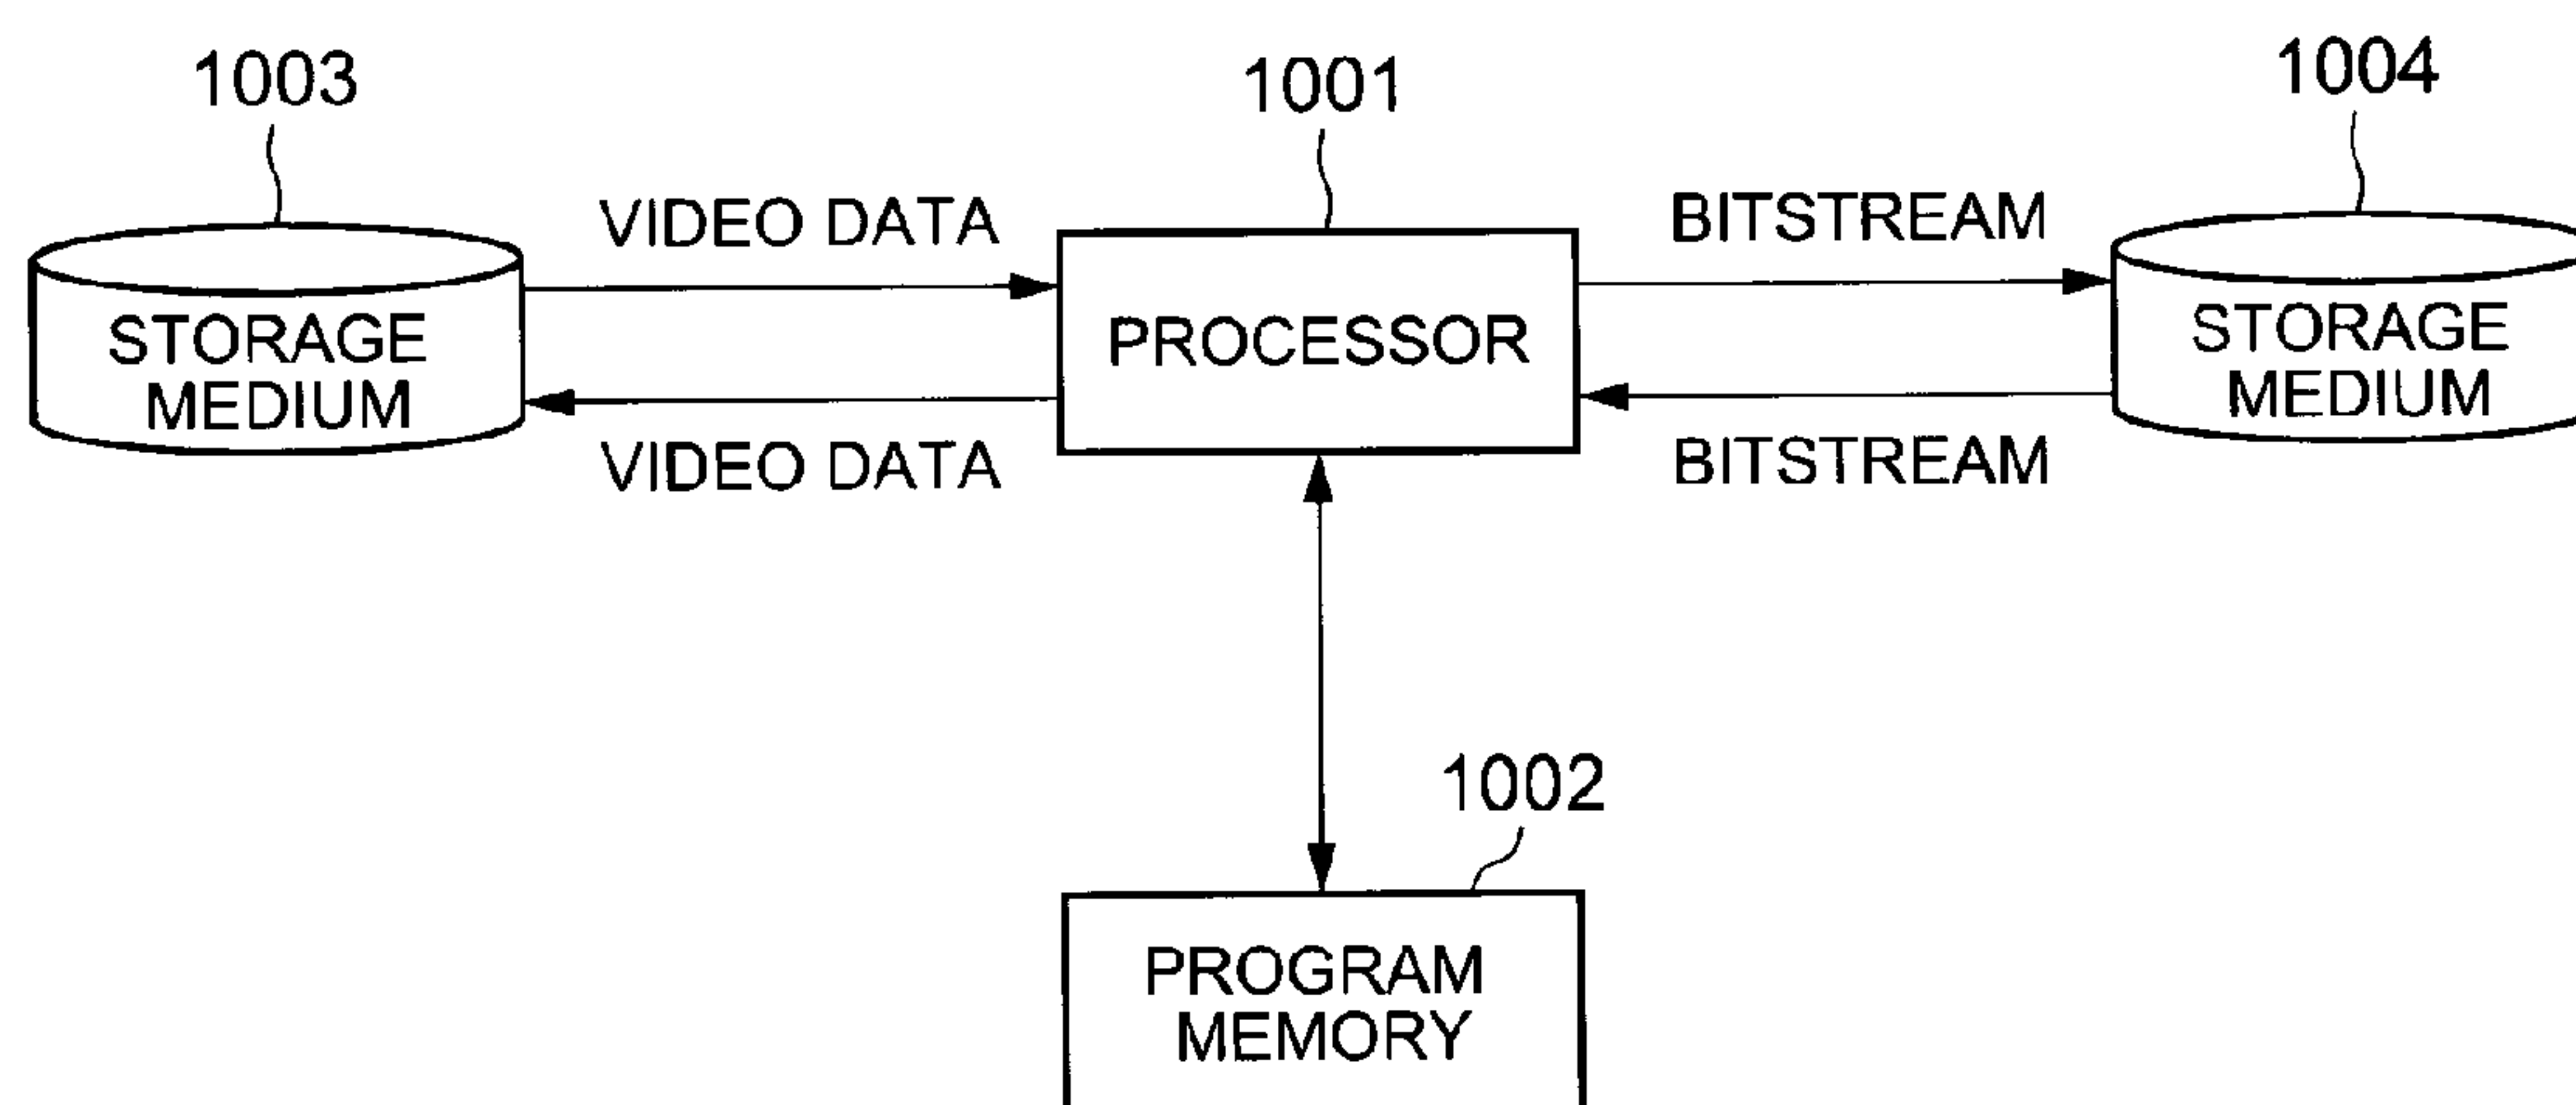 1003
1001
1004
VIDEO DATA
BITSTREAM
STORAGE
MEDIUM
PROCESSOR
STORAGE
MEDIUM
VIDEO DATA
BITSTREAM
1002
PROGRAM
MEMORY